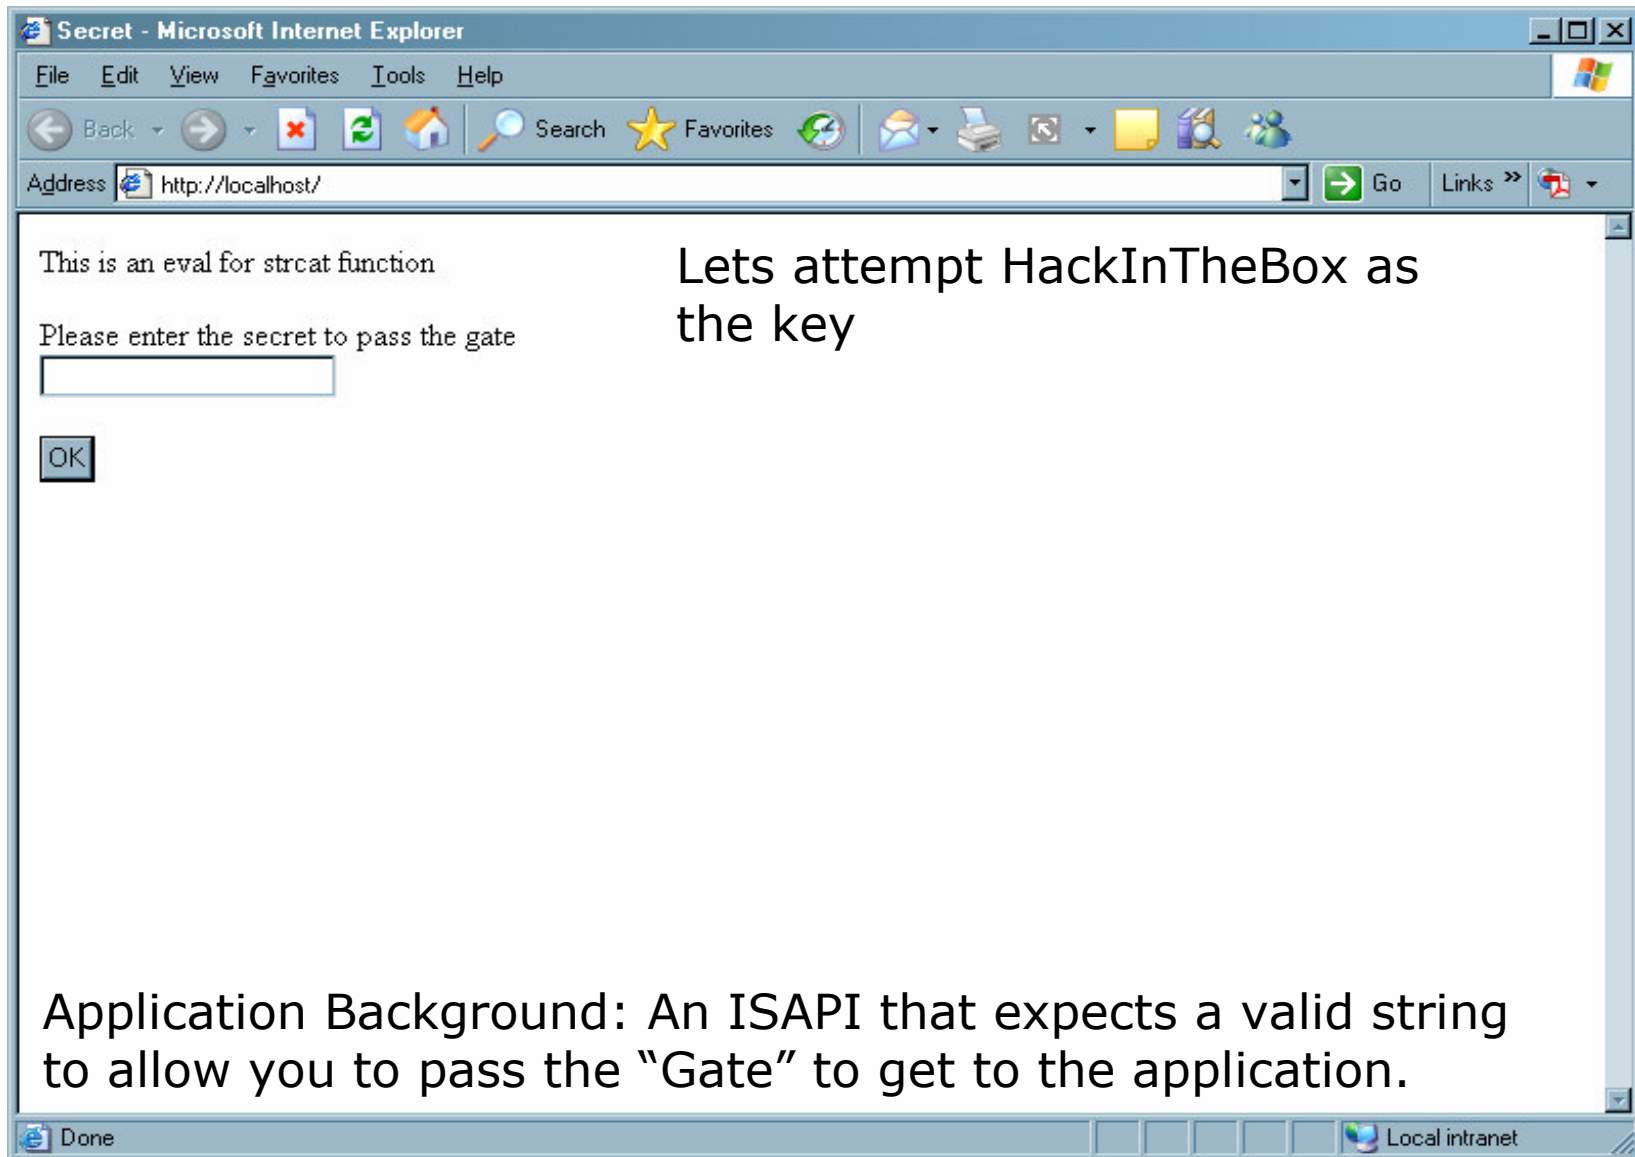 Secret - Microsoft Internet Explorer
File Edit View Favorites Tools Help
Back Search Favorites
Address http://localhost/ Go Links »
This is an eval for strcat function
Lets attempt HackInTheBox as
the key
Please enter the secret to pass the gate
OK
Application Background: An ISAPI that expects a valid string
to allow you to pass the “Gate” to get to the application.
Done Local intranet